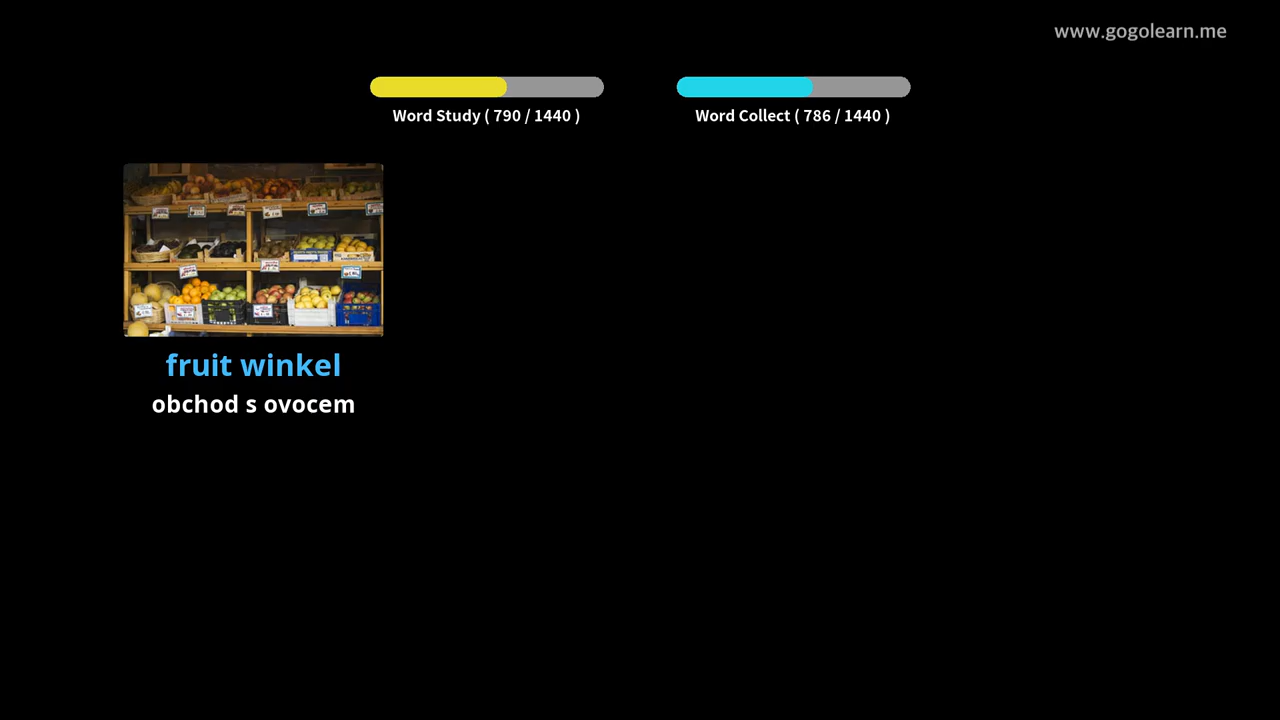 www.gogolearn.me
Word Study ( 790 / 1440 )
Word Collect ( 786 / 1440 )
fruit winkel
obchod s ovocem